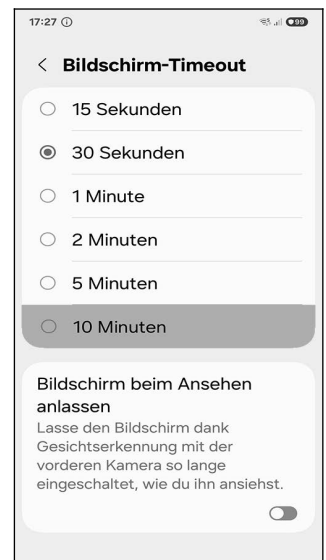 17:27
99
Bildschirm-Timeout
15 Sekunden
30 Sekunden
1 Minute
2 Minuten
5 Minuten
10 Minuten
Bildschirm beim Ansehen
anlassen
Lasse den Bildschirm dank
Gesichtserkennung mit der
vorderen Kamera so lange
eingeschaltet, wie du ihn ansiehst.